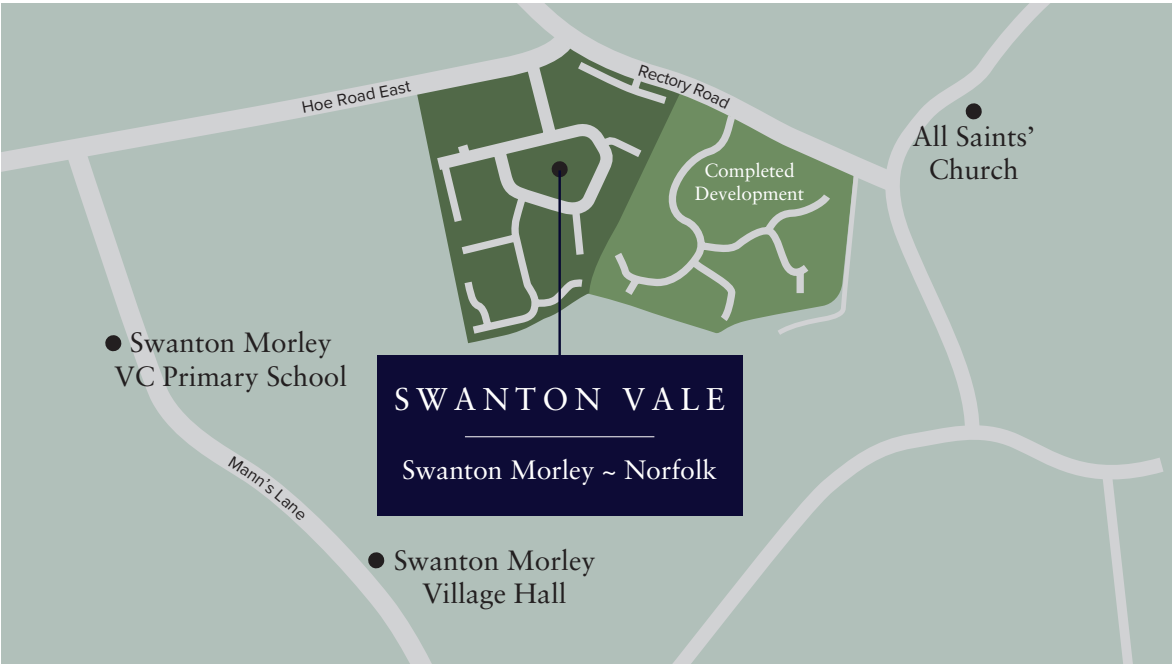 Hoe Road East
Rectory Road
All Saints’
Church
Completed
Development
Swanton Morley
VC Primary School
SWANTON VALE
Swanton Morley ~ Norfolk
Mann's Lane
Swanton Morley
Village Hall